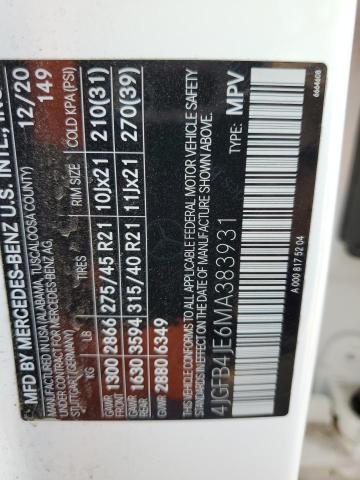 MFD BY MERCEDES-BENZ U.S. INTL., INC. 12/20
MANUFACTURED IN USA (ALABAMA, TUSCALOOSA COUNTY) 149
UNDER CONTRACT FOR MERCEDES-BENZ AG,
STUTTGART (GERMANY)
KG LB TIRES RIM SIZE COLD KPA(PSI)
GAWR FRONT 1300 2866 275/45 R21 10Jx21 210(31)
GAWR REAR 1630 3594 315/40 R21 11Jx21 270(39)
GVWR 2880 6349
THIS VEHICLE CONFORMS TO ALL APPLICABLE FEDERAL MOTOR VEHICLE SAFETY
STANDARDS IN EFFECT ON THE DATE OF MANUFACTURE SHOWN ABOVE.
4JGFB4JE6MA383931 MPV
A 000 817 52 04 6664608